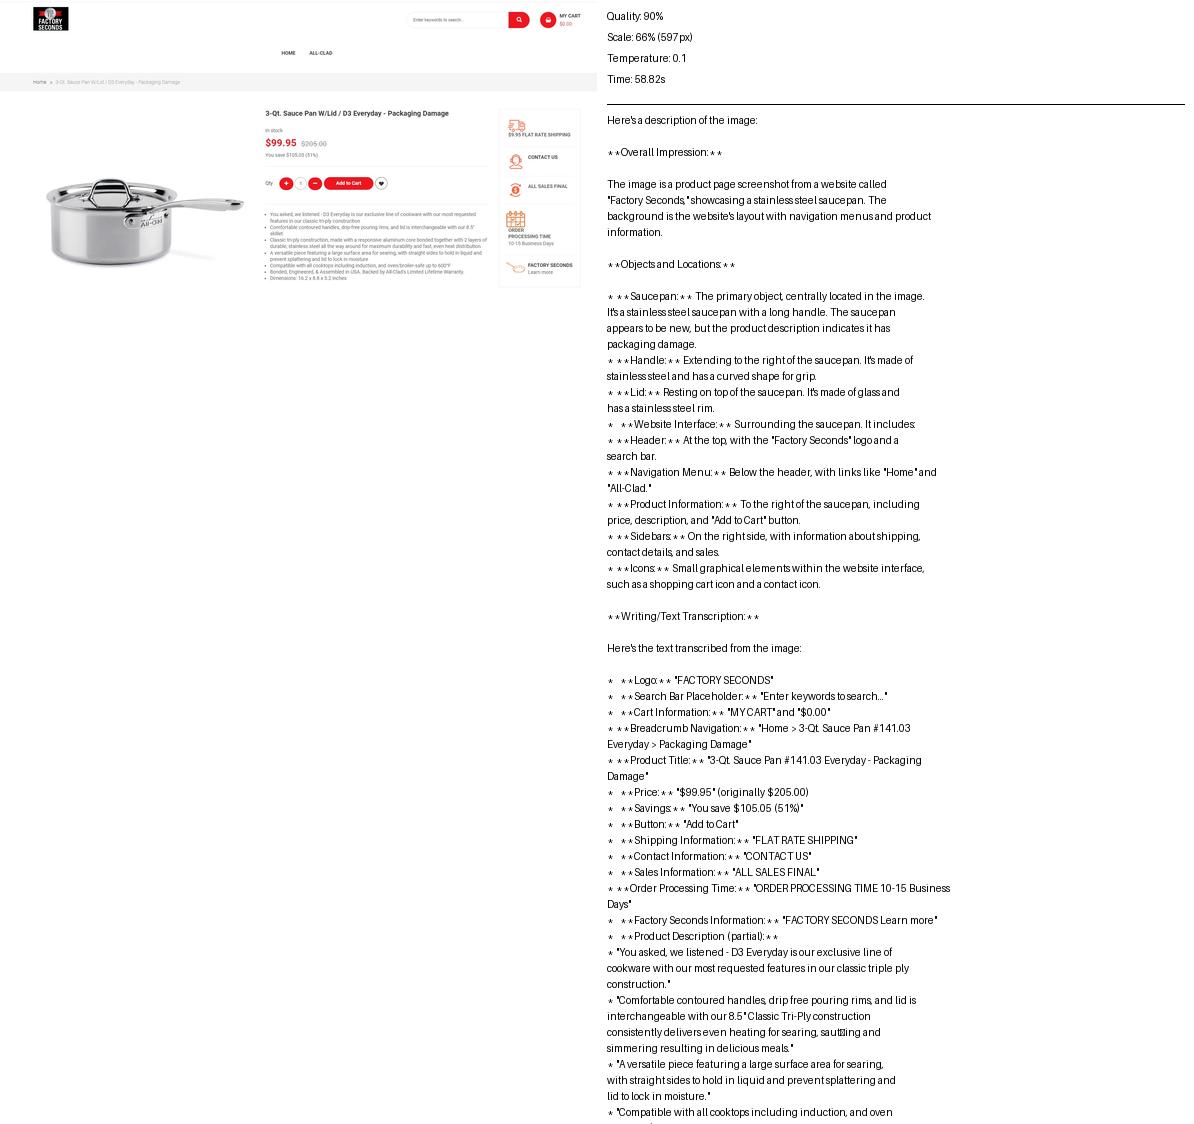 FACTORY
SECONDS
Enter keywords to search...
MY CART
$0.00
HOME
ALL-CLAD
Home » 3-Qt. Sauce Pan W/Lid / D3 Everyday - Packaging Damage
3-Qt. Sauce Pan W/Lid / D3 Everyday - Packaging Damage
In stock
$99.95 $205.00
You save $105.05 (51%)
Qty + 1 − Add to Cart
You asked, we listened - D3 Everyday is our exclusive line of cookware with our most requested
features in our classic tri-ply construction
Comfortable contoured handles, drip-free pouring rims, and lid is interchangeable with our 8.5"
skillet
Classic tri-ply construction, made with a responsive aluminum core bonded together with 2 layers of
durable, stainless steel all the way around for maximum durability and fast, even heat distribution
A versatile piece featuring a large surface area for searing, with straight sides to hold in liquid and
prevent splattering and lid to lock in moisture
Compatible with all cooktops including induction, and oven/broiler-safe up to 600°F
Bonded, Engineered, & Assembled in USA. Backed by All-Clad's Limited Lifetime Warranty.
Dimensions: 16.2 x 8.8 x 5.2 inches
All-Clad
$9.95 FLAT RATE SHIPPING
CONTACT US
ALL SALES FINAL
ORDER
PROCESSING TIME
10-15 Business Days
FACTORY SECONDS
Learn more
Quality: 90%
Scale: 66% (597px)
Temperature: 0.1
Time: 58.82s
Here's a description of the image:
**Overall Impression:**
The image is a product page screenshot from a website called
"Factory Seconds," showcasing a stainless steel saucepan. The
background is the website's layout with navigation menus and product
information.
**Objects and Locations:**
* **Saucepan:** The primary object, centrally located in the image.
It's a stainless steel saucepan with a long handle. The saucepan
appears to be new, but the product description indicates it has
packaging damage.
* **Handle:** Extending to the right of the saucepan. It's made of
stainless steel and has a curved shape for grip.
* **Lid:** Resting on top of the saucepan. It's made of glass and
has a stainless steel rim.
* **Website Interface:** Surrounding the saucepan. It includes:
* **Header:** At the top, with the "Factory Seconds" logo and a
search bar.
* **Navigation Menu:** Below the header, with links like "Home" and
"All-Clad."
* **Product Information:** To the right of the saucepan, including
price, description, and "Add to Cart" button.
* **Sidebars:** On the right side, with information about shipping,
contact details, and sales.
* **Icons:** Small graphical elements within the website interface,
such as a shopping cart icon and a contact icon.
**Writing/Text Transcription:**
Here's the text transcribed from the image:
* **Logo:** "FACTORY SECONDS"
* **Search Bar Placeholder:** "Enter keywords to search..."
* **Cart Information:** "MY CART" and "$0.00"
* **Breadcrumb Navigation:** "Home > 3-Qt. Sauce Pan #141.03
Everyday > Packaging Damage"
* **Product Title:** "3-Qt. Sauce Pan #141.03 Everyday - Packaging
Damage"
* **Price:** "$99.95" (originally $205.00)
* **Savings:** "You save $105.05 (51%)"
* **Button:** "Add to Cart"
* **Shipping Information:** "FLAT RATE SHIPPING"
* **Contact Information:** "CONTACT US"
* **Sales Information:** "ALL SALES FINAL"
* **Order Processing Time:** "ORDER PROCESSING TIME 10-15 Business
Days"
* **Factory Seconds Information:** "FACTORY SECONDS Learn more"
* **Product Description (partial):**
* "You asked, we listened - D3 Everyday is our exclusive line of
cookware with our most requested features in our classic triple ply
construction."
* "Comfortable contoured handles, drip free pouring rims, and lid is
interchangeable with our 8.5" Classic Tri-Ply construction
consistently delivers even heating for searing, saut▯ing and
simmering resulting in delicious meals."
* "A versatile piece featuring a large surface area for searing,
with straight sides to hold in liquid and prevent splattering and
lid to lock in moisture."
* "Compatible with all cooktops including induction, and oven